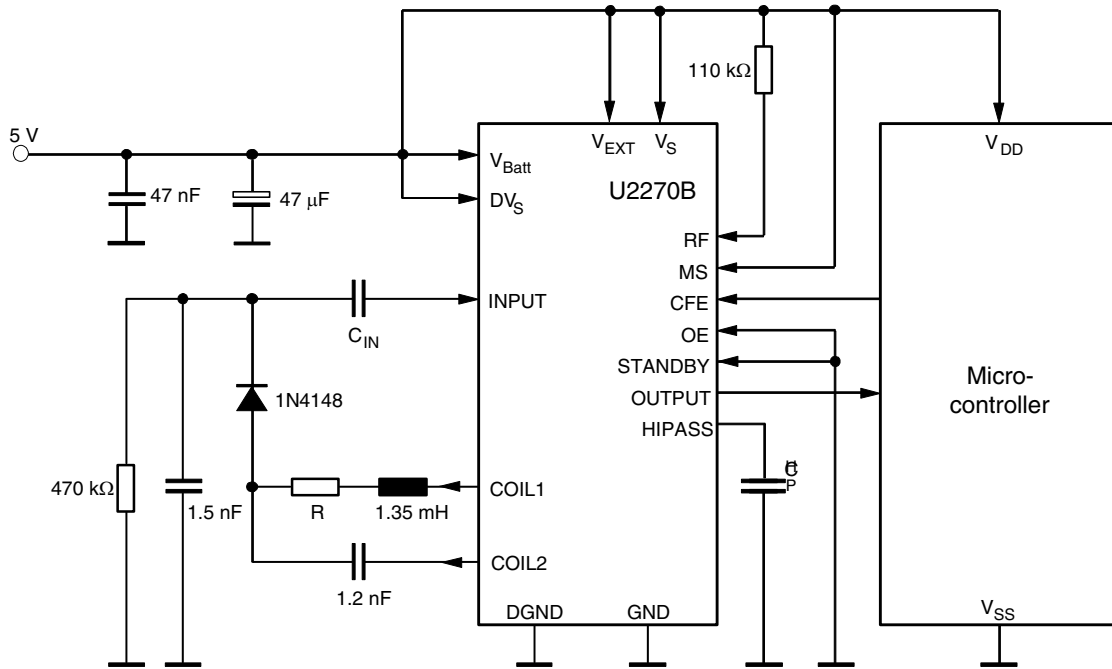 110 kΩ
5 V
47 nF
47 μF
V_Batt
DV_S
V_EXT
V_S
U2270B
V_DD
RF
MS
INPUT
CFE
C_IN
OE
STANDBY
1N4148
OUTPUT
Micro-
controller
HIPASS
470 kΩ
1.5 nF
R
1.35 mH
COIL1
COIL2
1.2 nF
DGND
GND
V_SS